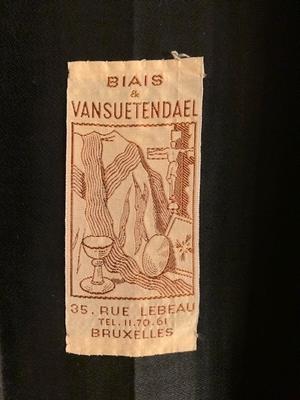 BIAIS
&
VANSUETENDAEL
35. RUE LEBEAU
TEL. 11.70.61
BRUXELLES